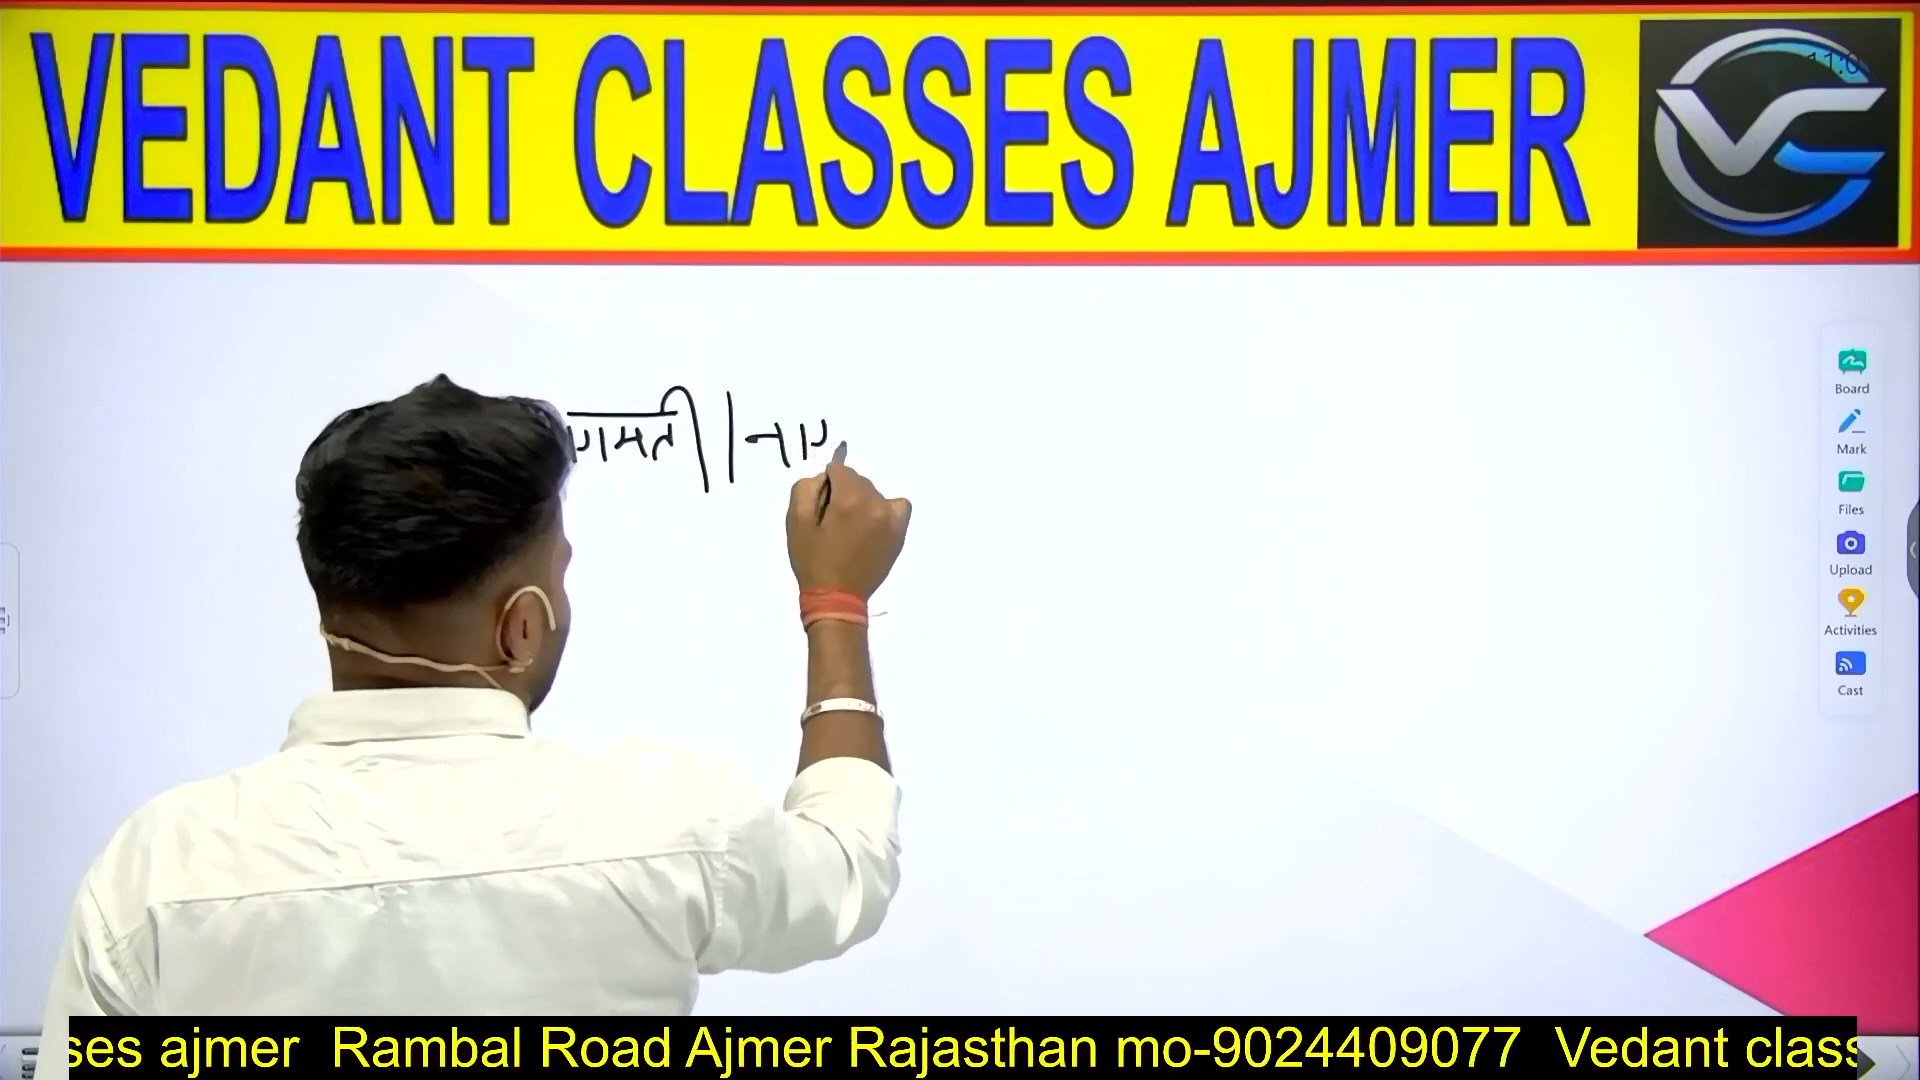 VEDANT CLASSES AJMER
VC
Board
Mark
Files
Upload
Activities
Cast
ses ajmer Rambal Road Ajmer Rajasthan mo-9024409077 Vedant class